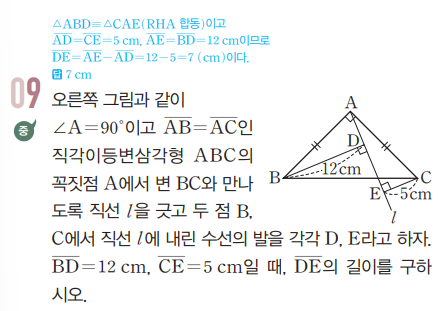 △ABD≡△CAE(RHA 합동)이고
AD=CE=5 cm, AE=BD=12 cm이므로
DE=AE-AD=12-5=7 (cm)이다.
답 7 cm
09
중
오른쪽 그림과 같이
∠A=90°이고 AB=AC인
직각이등변삼각형 ABC의
꼭짓점 A에서 변 BC와 만나
도록 직선 l을 긋고 두 점 B,
C에서 직선 l에 내린 수선의 발을 각각 D, E라고 하자.
BD=12 cm, CE=5 cm일 때, DE의 길이를 구하
시오.
A
D
B
12cm
C
E
5cm
l